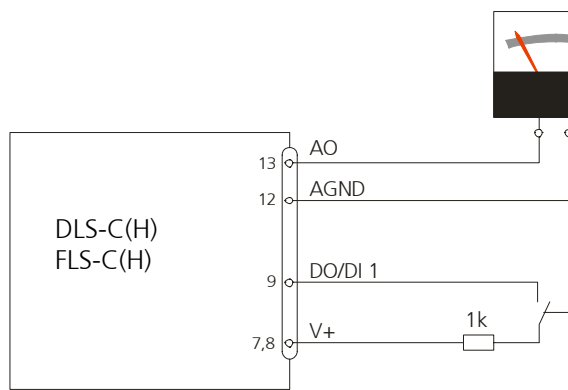 13 AO
12 AGND
DLS-C(H)
FLS-C(H)
9 DO/DI 1
1k
7,8 V+